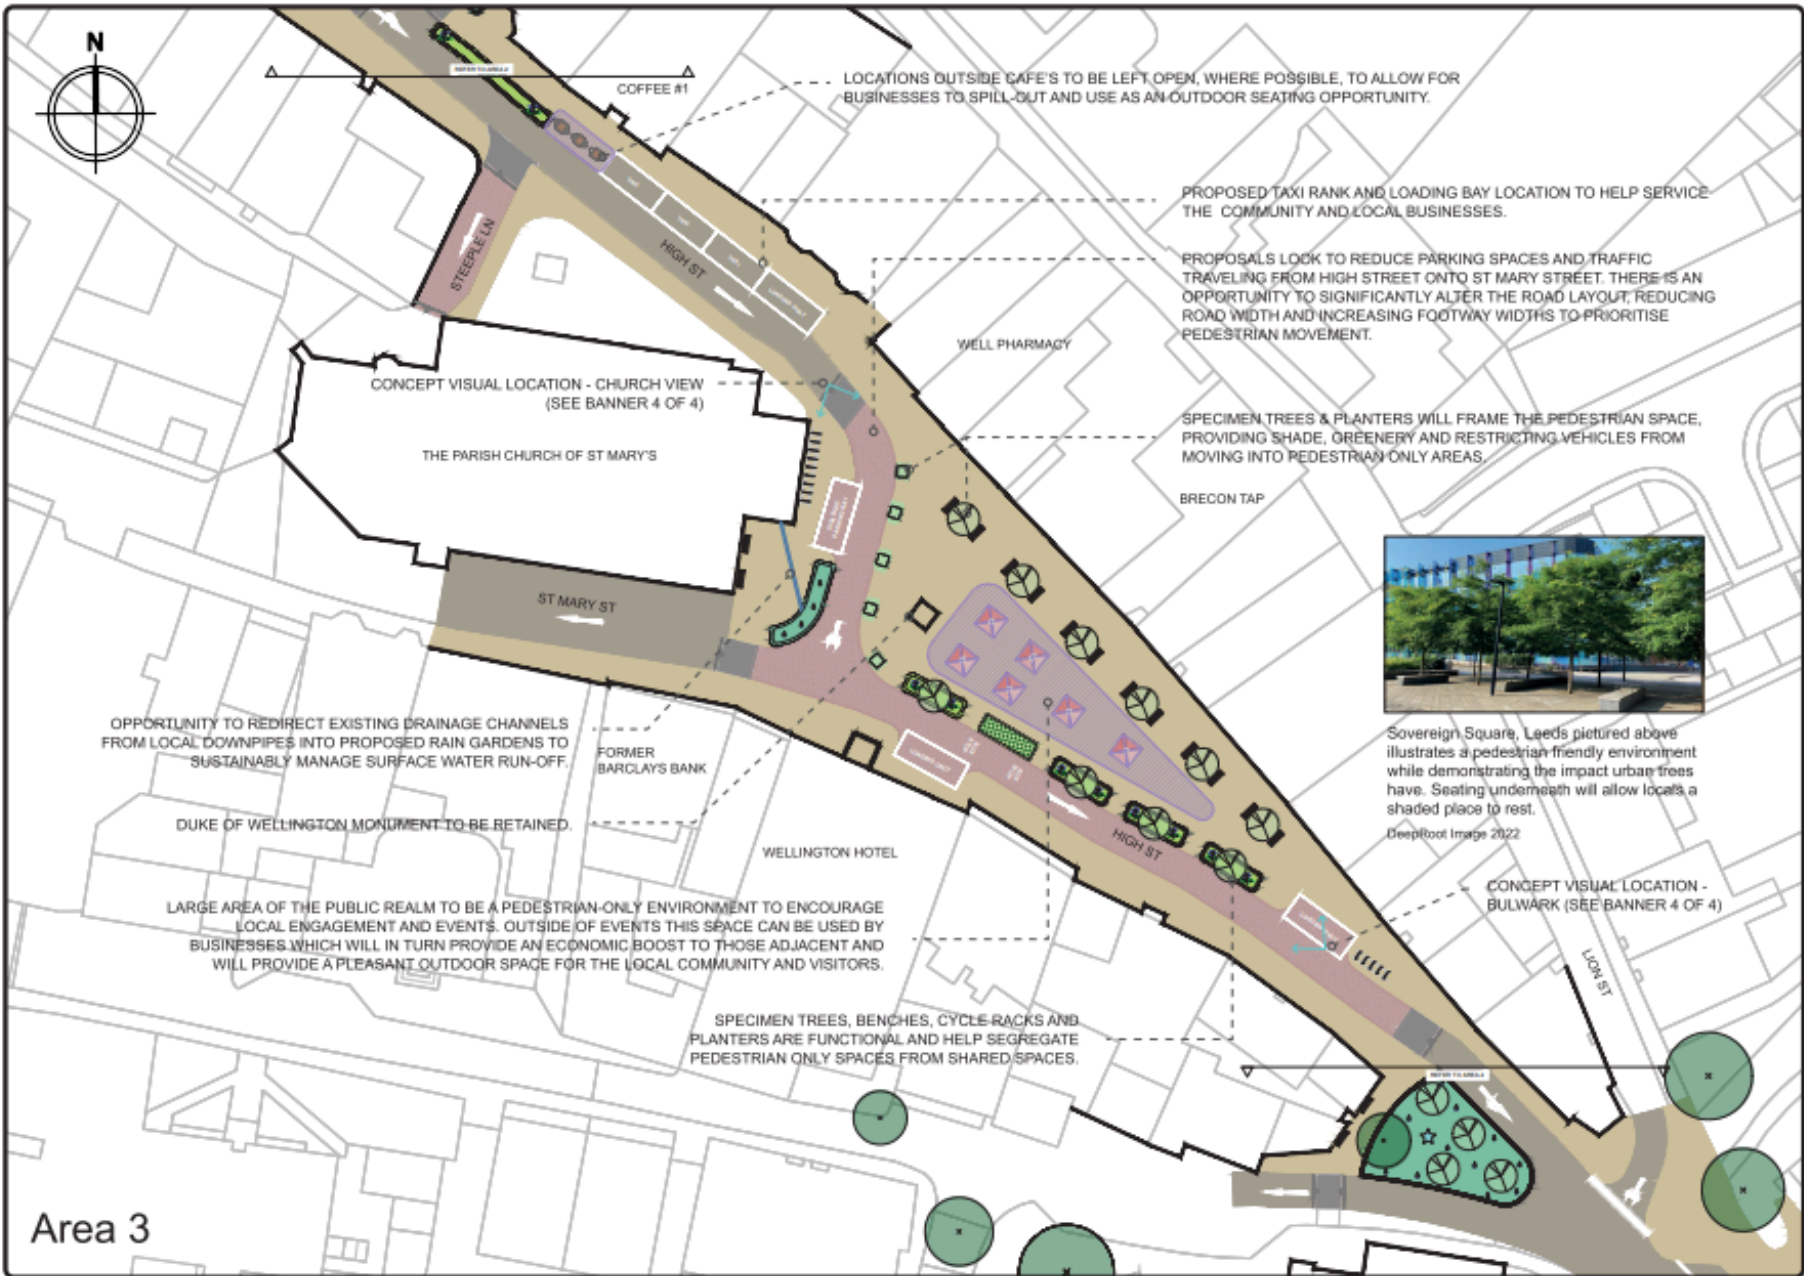 N
REFER TO AREA 2
COFFEE #1
LOCATIONS OUTSIDE CAFE'S TO BE LEFT OPEN, WHERE POSSIBLE, TO ALLOW FOR
BUSINESSES TO SPILL-OUT AND USE AS AN OUTDOOR SEATING OPPORTUNITY.
PROPOSED TAXI RANK AND LOADING BAY LOCATION TO HELP SERVICE
THE COMMUNITY AND LOCAL BUSINESSES.
STEEPLE LN
HIGH ST
TAXI
TAXI
TAXI
LOADING ONLY
PROPOSALS LOOK TO REDUCE PARKING SPACES AND TRAFFIC
TRAVELING FROM HIGH STREET ONTO ST MARY STREET. THERE IS AN
OPPORTUNITY TO SIGNIFICANTLY ALTER THE ROAD LAYOUT, REDUCING
ROAD WIDTH AND INCREASING FOOTWAY WIDTHS TO PRIORITISE
PEDESTRIAN MOVEMENT.
WELL PHARMACY
CONCEPT VISUAL LOCATION - CHURCH VIEW
(SEE BANNER 4 OF 4)
SPECIMEN TREES & PLANTERS WILL FRAME THE PEDESTRIAN SPACE,
PROVIDING SHADE, GREENERY AND RESTRICTING VEHICLES FROM
MOVING INTO PEDESTRIAN ONLY AREAS.
THE PARISH CHURCH OF ST MARY'S
BRECON TAP
ST MARY ST
OPPORTUNITY TO REDIRECT EXISTING DRAINAGE CHANNELS
FROM LOCAL DOWNPIPES INTO PROPOSED RAIN GARDENS TO
SUSTAINABLY MANAGE SURFACE WATER RUN-OFF.
FORMER
BARCLAYS BANK
LOADING ONLY
Sovereign Square, Leeds pictured above
illustrates a pedestrian friendly environment
while demonstrating the impact urban trees
have. Seating underneath will allow locals a
shaded place to rest.
DeepRoot Image 2022
DUKE OF WELLINGTON MONUMENT TO BE RETAINED.
WELLINGTON HOTEL
HIGH ST
LARGE AREA OF THE PUBLIC REALM TO BE A PEDESTRIAN-ONLY ENVIRONMENT TO ENCOURAGE
LOCAL ENGAGEMENT AND EVENTS. OUTSIDE OF EVENTS THIS SPACE CAN BE USED BY
BUSINESSES WHICH WILL IN TURN PROVIDE AN ECONOMIC BOOST TO THOSE ADJACENT AND
WILL PROVIDE A PLEASANT OUTDOOR SPACE FOR THE LOCAL COMMUNITY AND VISITORS.
CONCEPT VISUAL LOCATION -
BULWARK (SEE BANNER 4 OF 4)
LION ST
SPECIMEN TREES, BENCHES, CYCLE RACKS AND
PLANTERS ARE FUNCTIONAL AND HELP SEGREGATE
PEDESTRIAN ONLY SPACES FROM SHARED SPACES.
Area 3